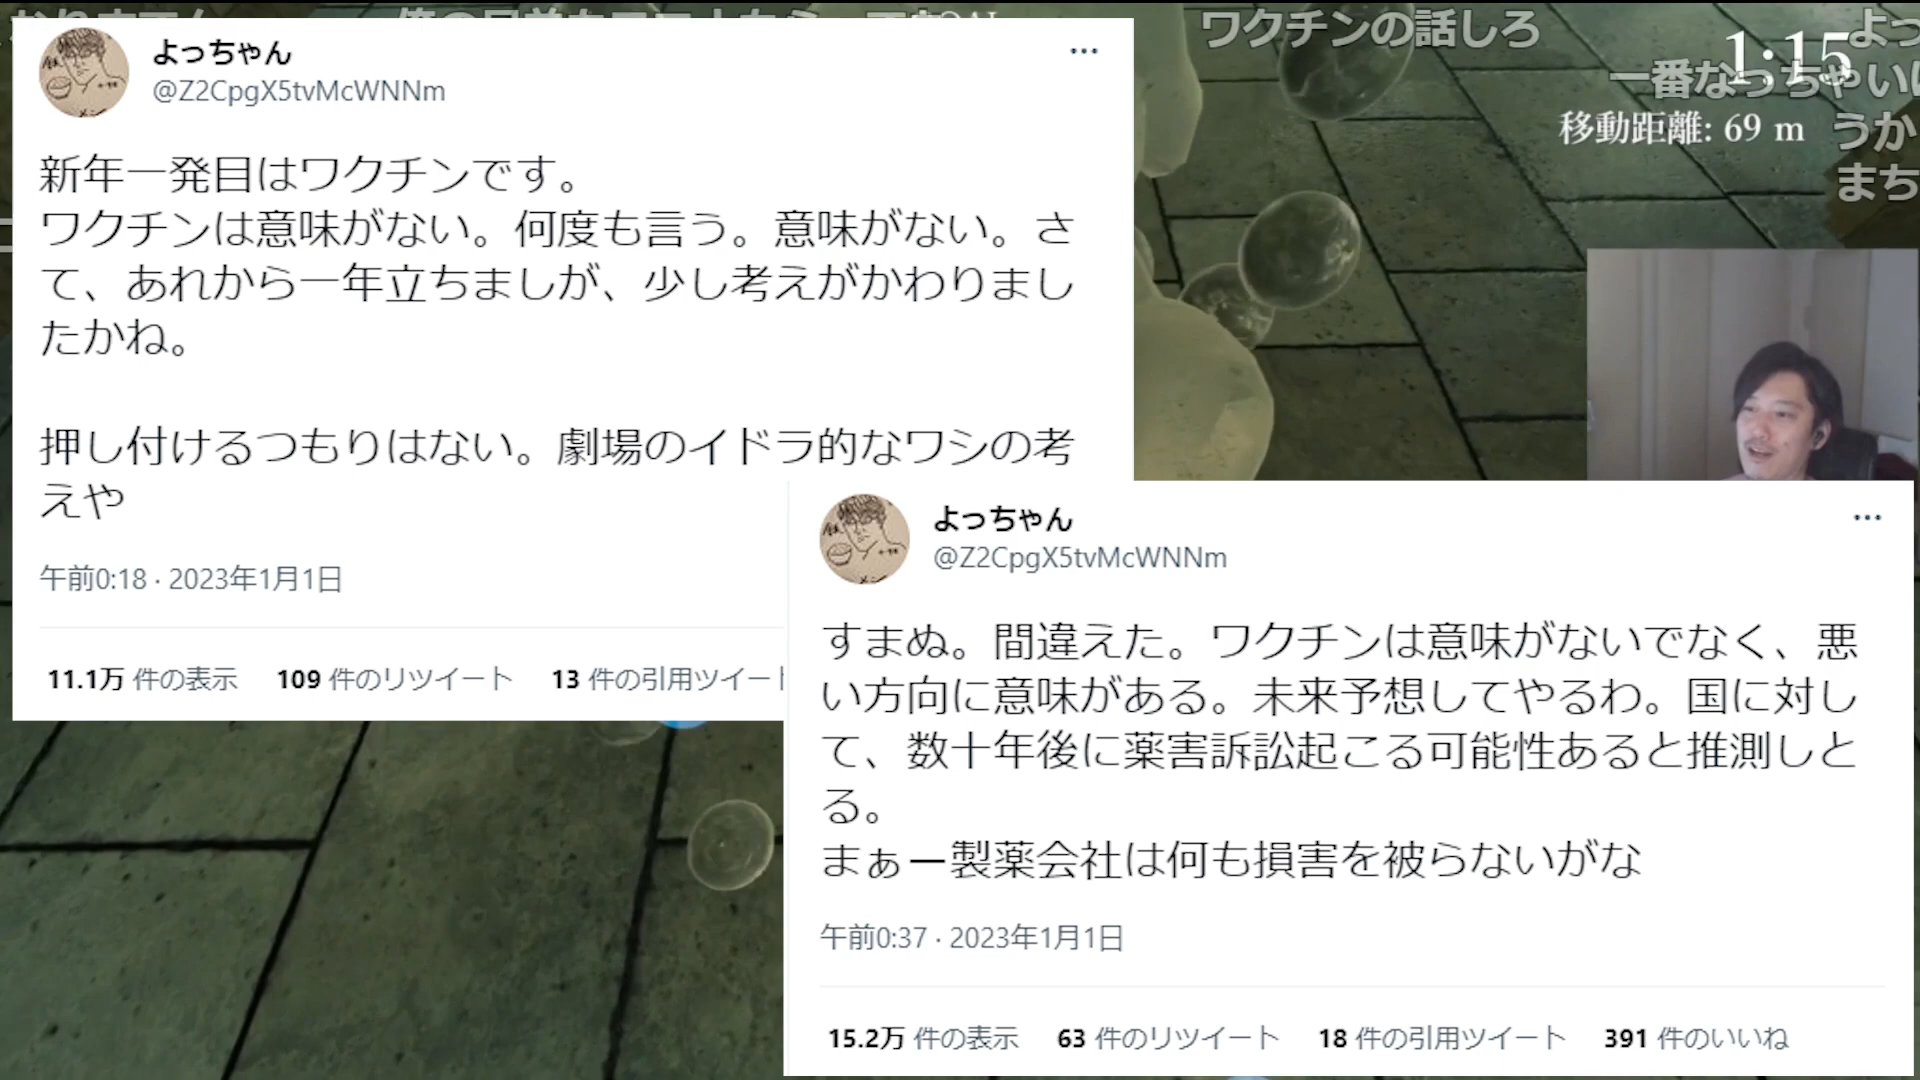 ワクチンの話しろ
1:15
移動距離: 69 m
よっちゃん
@Z2CpgX5tvMcWNNm
新年一発目はワクチンです。
ワクチンは意味がない。何度も言う。意味がない。さ
て、あれから一年立ちましが、少し考えがかわりまし
たかね。
押し付けるつもりはない。劇場のイドラ的なワシの考
えや
午前0:18 · 2023年1月1日
11.1万 件の表示 109 件のリツイート 13 件の引用ツイート
よっちゃん
@Z2CpgX5tvMcWNNm
すまぬ。間違えた。ワクチンは意味がないでなく、悪
い方向に意味がある。未来予想してやるわ。国に対し
て、数十年後に薬害訴訟起こる可能性あると推測しと
る。
まぁー製薬会社は何も損害を被らないがな
午前0:37 · 2023年1月1日
15.2万 件の表示 63 件のリツイート 18 件の引用ツイート 391 件のいいね
よっ
一番なっちゃい
うか
まち